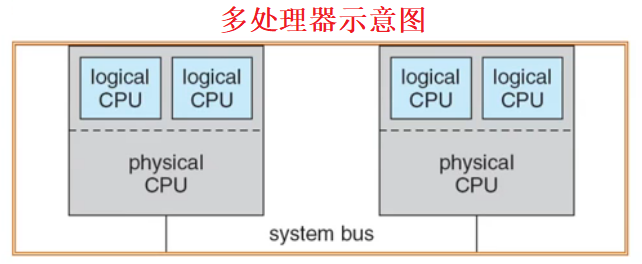 多处理器示意图
logical
CPU
logical
CPU
physical
CPU
logical
CPU
logical
CPU
physical
CPU
system bus